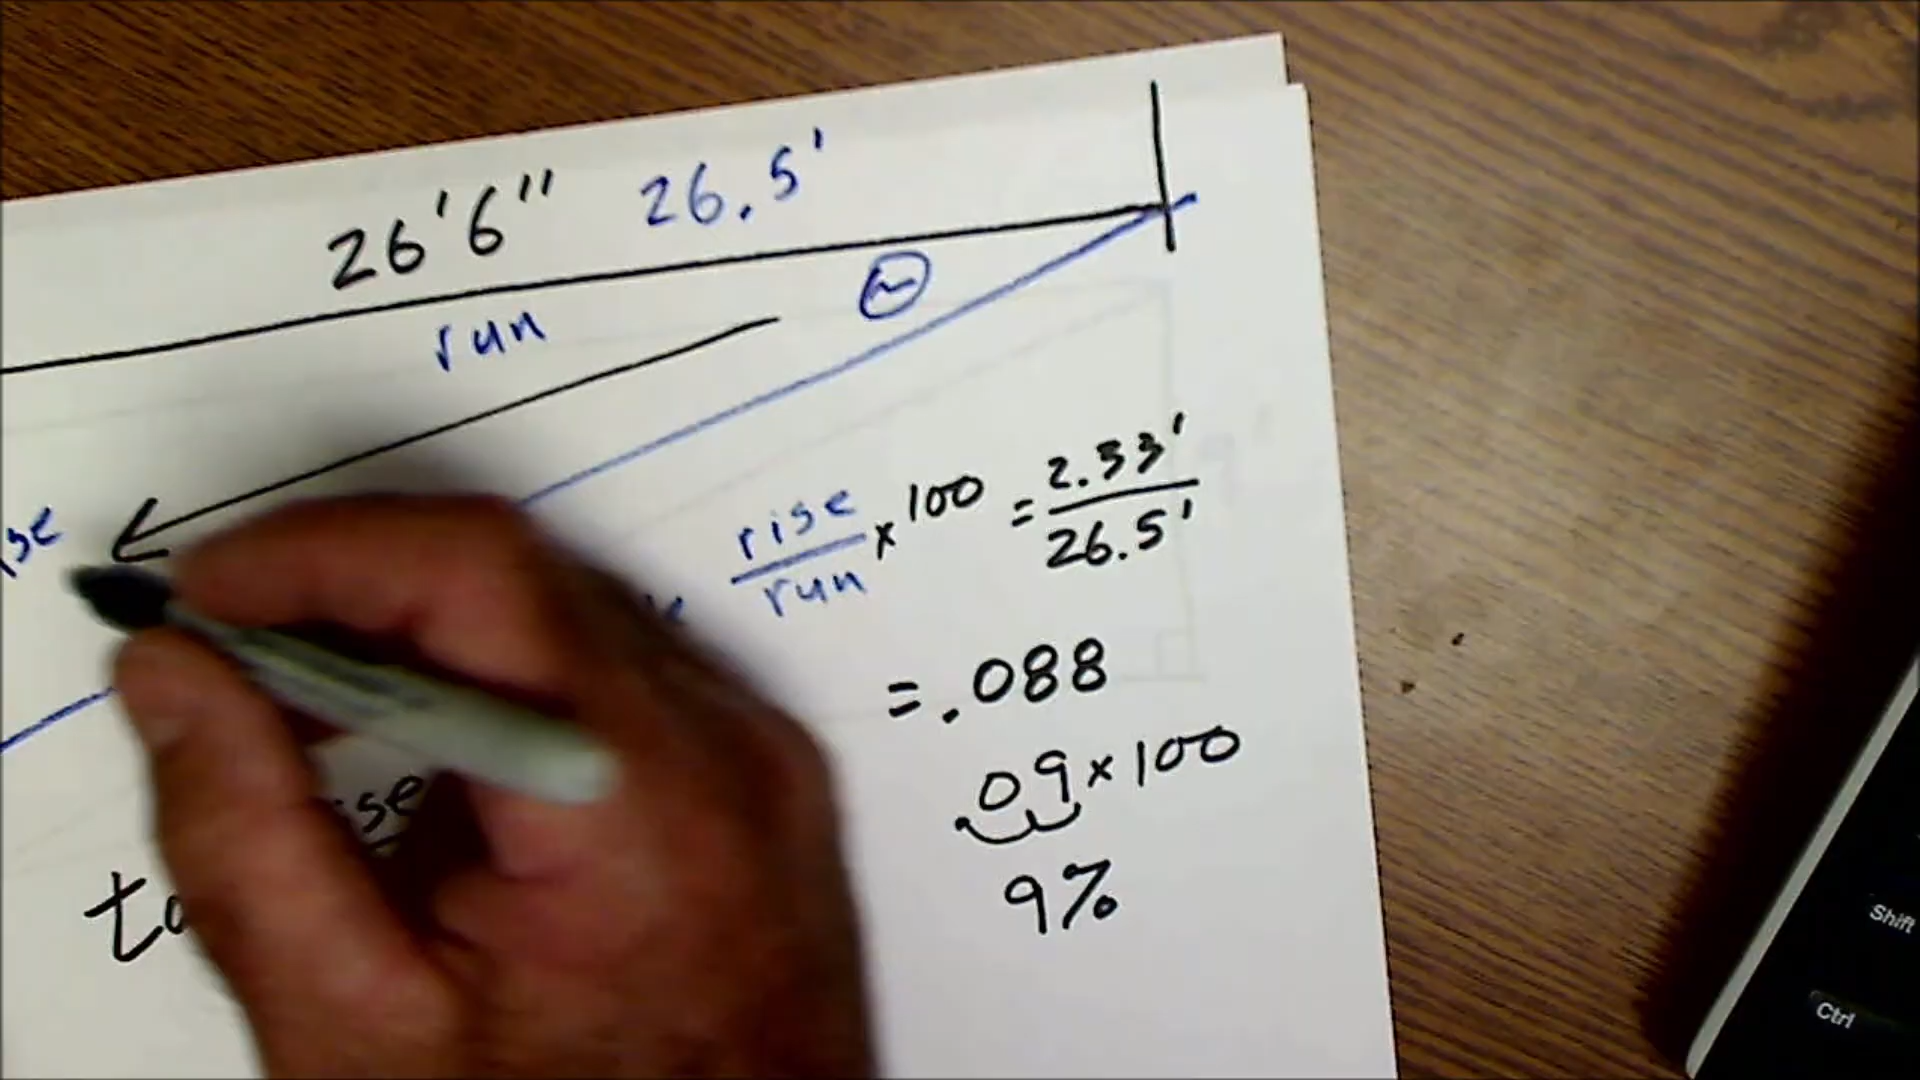 26'6" 26.5'
run
rise/run x 100 = 2.33'/26.5'
= .088
.09 x 100
9%
Shift
Ctrl